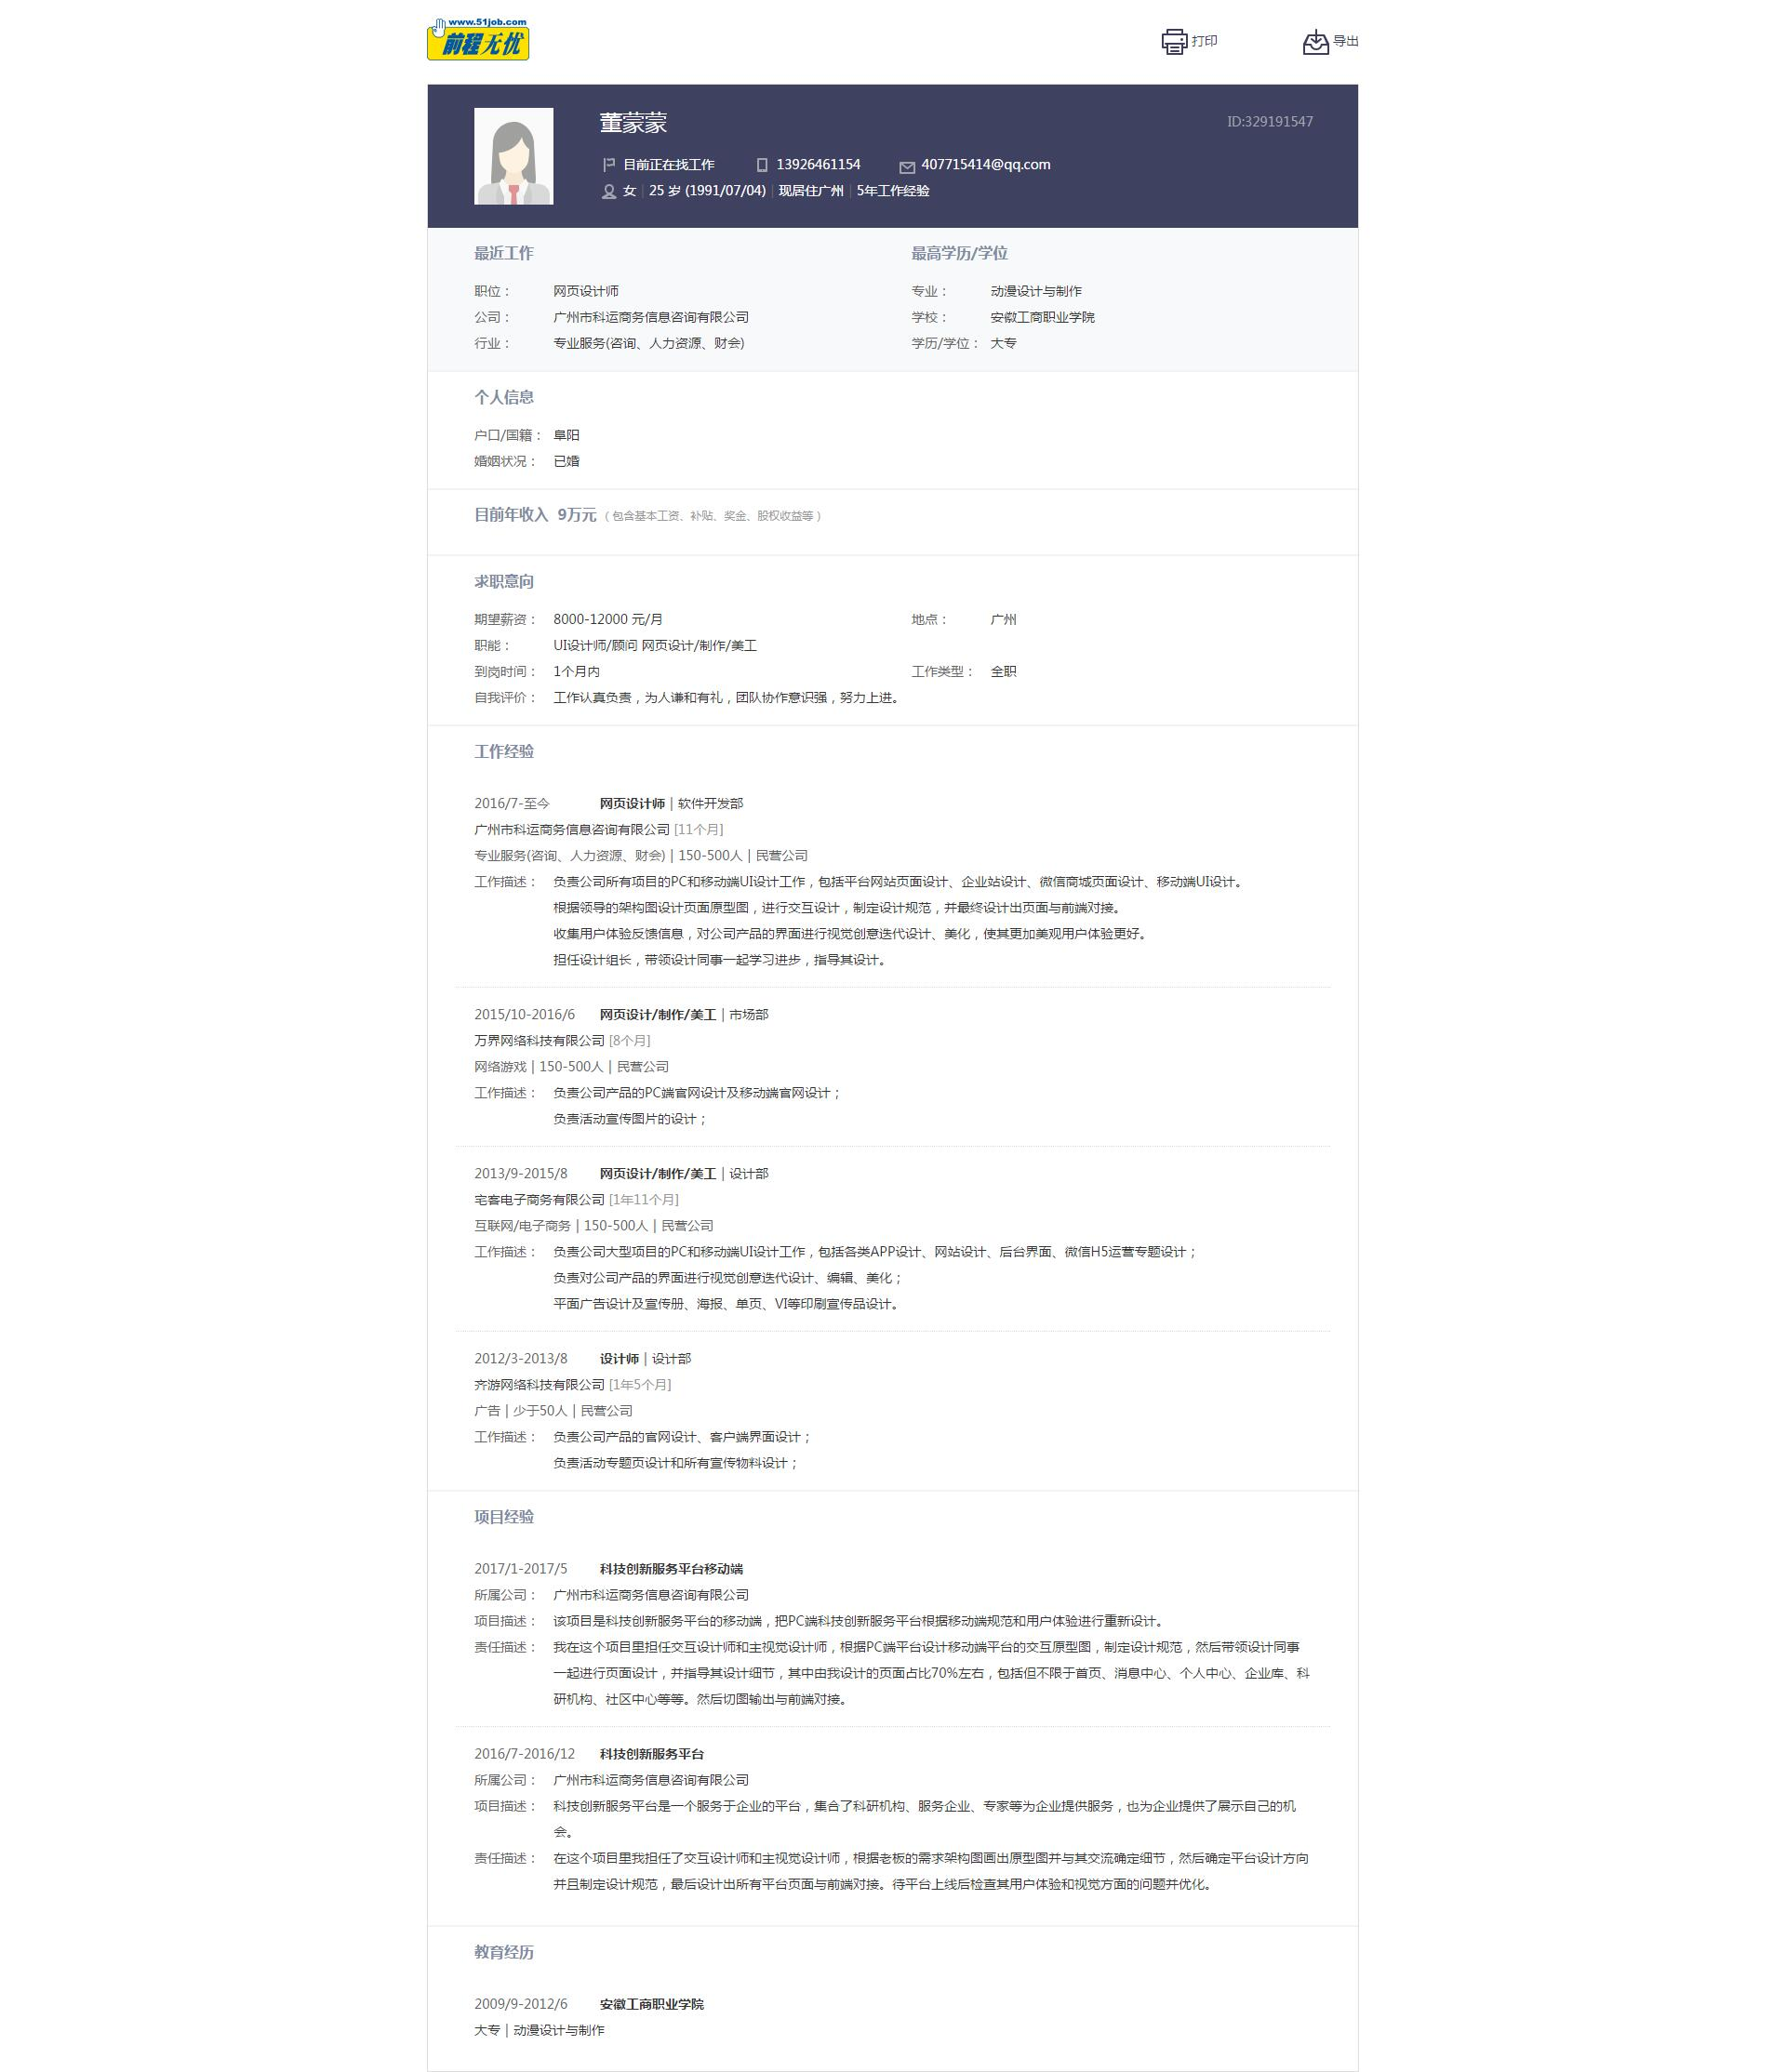 www.51job.com
前程无忧
打印
导出
董蒙蒙
ID:329191547
目前正在找工作 13926461154 407715414@qq.com
女 | 25 岁 (1991/07/04) | 现居住广州 | 5年工作经验
最近工作
职位： 网页设计师
公司： 广州市科运商务信息咨询有限公司
行业： 专业服务(咨询、人力资源、财会)
最高学历/学位
专业： 动漫设计与制作
学校： 安徽工商职业学院
学历/学位： 大专
个人信息
户口/国籍： 阜阳
婚姻状况： 已婚
目前年收入 9万元 （包含基本工资、补贴、奖金、股权收益等）
求职意向
期望薪资： 8000-12000 元/月 地点： 广州
职能： UI设计师/顾问 网页设计/制作/美工
到岗时间： 1个月内 工作类型： 全职
自我评价： 工作认真负责，为人谦和有礼，团队协作意识强，努力上进。
工作经验
2016/7-至今 网页设计师 | 软件开发部
广州市科运商务信息咨询有限公司 [11个月]
专业服务(咨询、人力资源、财会) | 150-500人 | 民营公司
工作描述： 负责公司所有项目的PC和移动端UI设计工作，包括平台网站页面设计、企业站设计、微信商城页面设计、移动端UI设计。
根据领导的架构图设计页面原型图，进行交互设计，制定设计规范，并最终设计出页面与前端对接。
收集用户体验反馈信息，对公司产品的界面进行视觉创意迭代设计、美化，使其更加美观用户体验更好。
担任设计组长，带领设计同事一起学习进步，指导其设计。
2015/10-2016/6 网页设计/制作/美工 | 市场部
万界网络科技有限公司 [8个月]
网络游戏 | 150-500人 | 民营公司
工作描述： 负责公司产品的PC端官网设计及移动端官网设计；
负责活动宣传图片的设计；
2013/9-2015/8 网页设计/制作/美工 | 设计部
宅客电子商务有限公司 [1年11个月]
互联网/电子商务 | 150-500人 | 民营公司
工作描述： 负责公司大型项目的PC和移动端UI设计工作，包括各类APP设计、网站设计、后台界面、微信H5运营专题设计；
负责对公司产品的界面进行视觉创意迭代设计、编辑、美化；
平面广告设计及宣传册、海报、单页、VI等印刷宣传品设计。
2012/3-2013/8 设计师 | 设计部
齐游网络科技有限公司 [1年5个月]
广告 | 少于50人 | 民营公司
工作描述： 负责公司产品的官网设计、客户端界面设计；
负责活动专题页设计和所有宣传物料设计；
项目经验
2017/1-2017/5 科技创新服务平台移动端
所属公司： 广州市科运商务信息咨询有限公司
项目描述： 该项目是科技创新服务平台的移动端，把PC端科技创新服务平台根据移动端规范和用户体验进行重新设计。
责任描述： 我在这个项目里担任交互设计师和主视觉设计师，根据PC端平台设计移动端平台的交互原型图，制定设计规范，然后带领设计同事
一起进行页面设计，并指导其设计细节，其中由我设计的页面占比70%左右，包括但不限于首页、消息中心、个人中心、企业库、科
研机构、社区中心等等。然后切图输出与前端对接。
2016/7-2016/12 科技创新服务平台
所属公司： 广州市科运商务信息咨询有限公司
项目描述： 科技创新服务平台是一个服务于企业的平台，集合了科研机构、服务企业、专家等为企业提供服务，也为企业提供了展示自己的机
会。
责任描述： 在这个项目里我担任了交互设计师和主视觉设计师，根据老板的需求架构图画出原型图并与其交流确定细节，然后确定平台设计方向
并且制定设计规范，最后设计出所有平台页面与前端对接。待平台上线后检查其用户体验和视觉方面的问题并优化。
教育经历
2009/9-2012/6 安徽工商职业学院
大专 | 动漫设计与制作